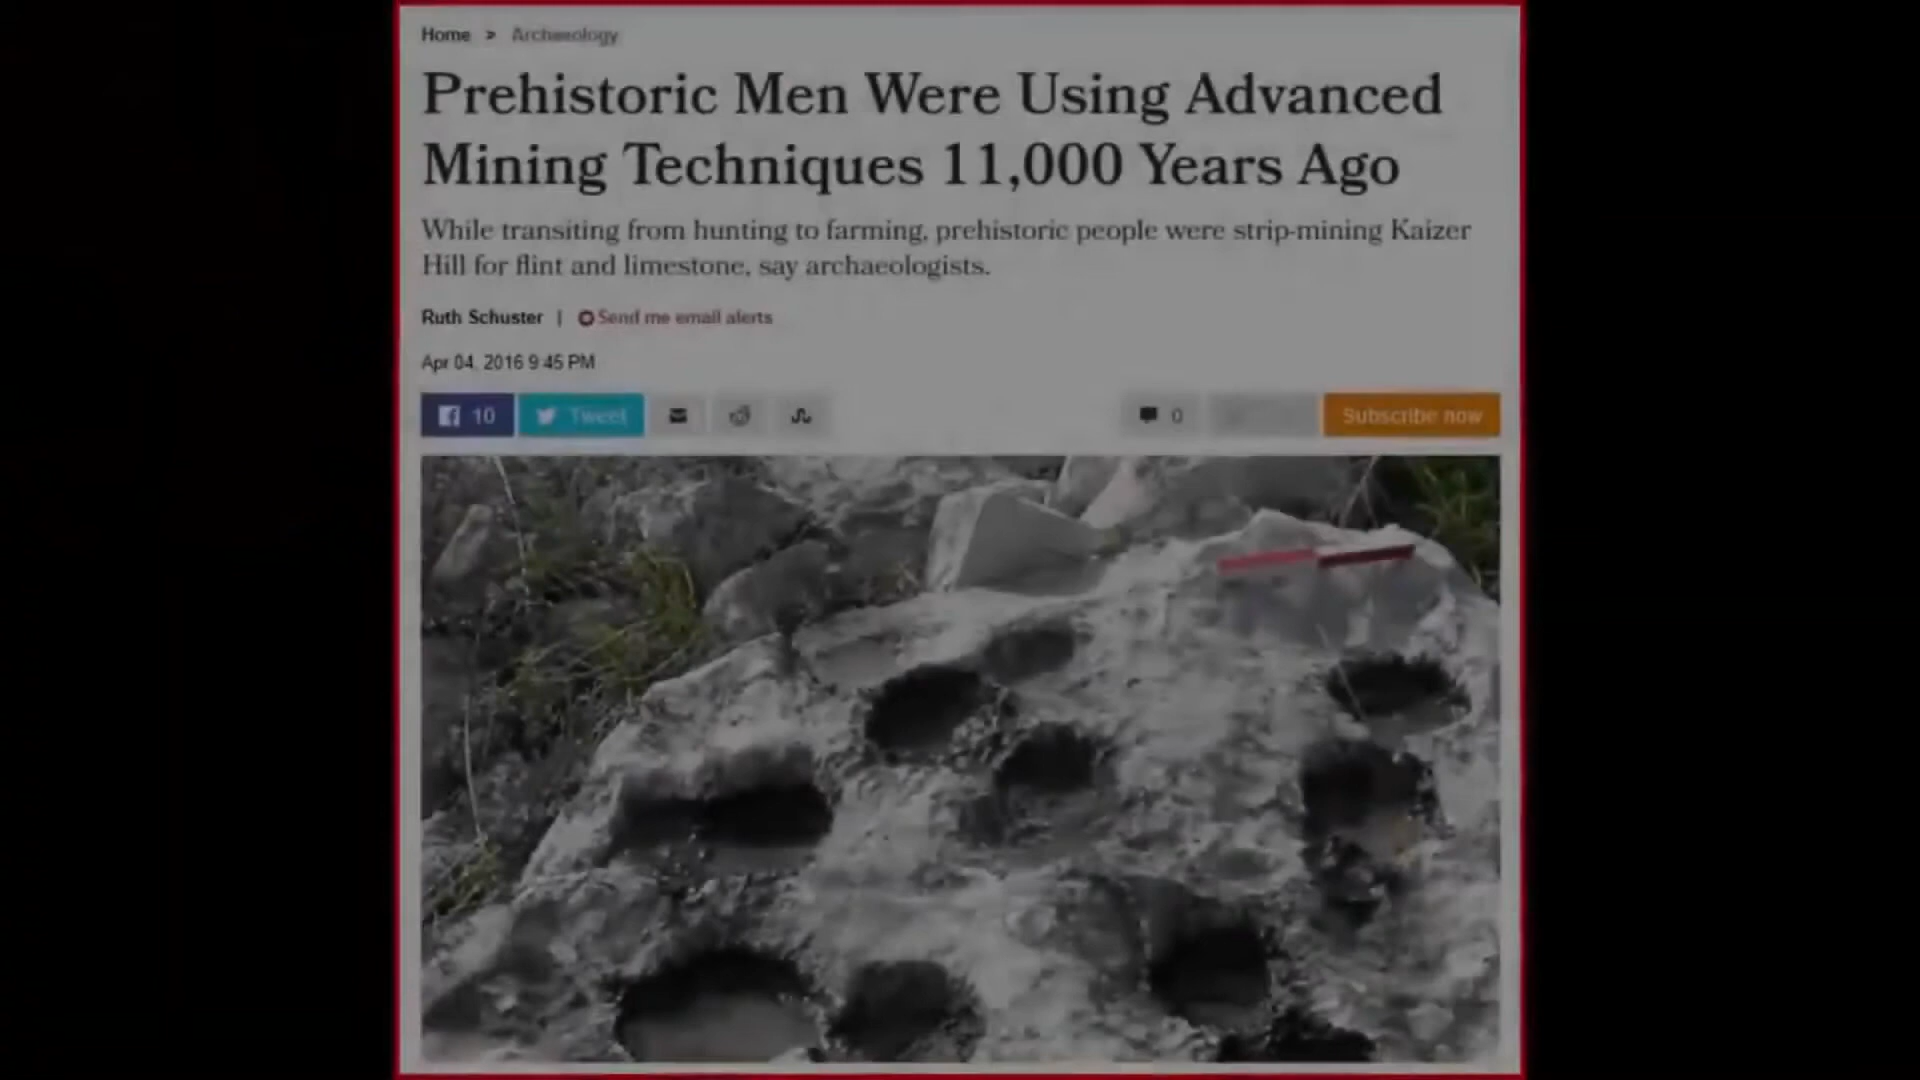 Home > Archaeology
Prehistoric Men Were Using Advanced
Mining Techniques 11,000 Years Ago
While transiting from hunting to farming, prehistoric people were strip-mining Kaizer
Hill for flint and limestone, say archaeologists.
Ruth Schuster | Send me email alerts
Apr 04, 2016 9:45 PM
10 Tweet 0 Subscribe now